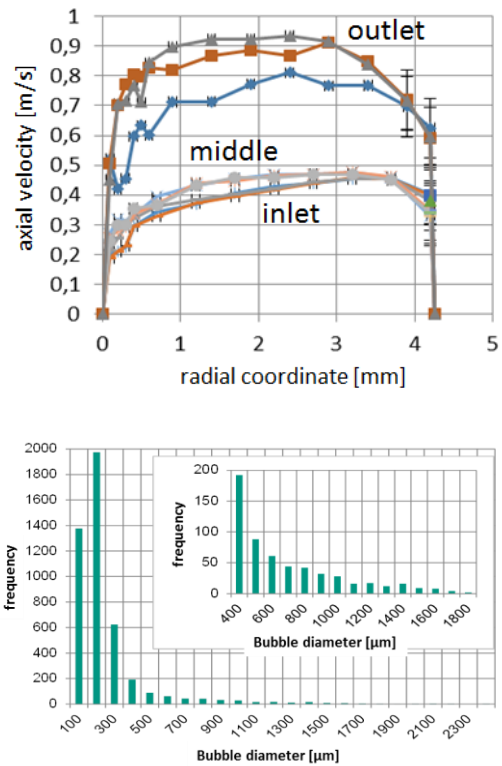 1
0,9
0,8
0,7
0,6
0,5
0,4
0,3
0,2
0,1
0
axial velocity [m/s]
outlet
middle
inlet
0 1 2 3 4 5
radial coordinate [mm]
2000
1800
1600
1400
1200
1000
800
600
400
200
0
frequency
200
150
100
50
0
frequency
400 600 800 1000 1200 1400 1600 1800
Bubble diameter [µm]
100 300 500 700 900 1100 1300 1500 1700 1900 2100 2300
Bubble diameter [µm]